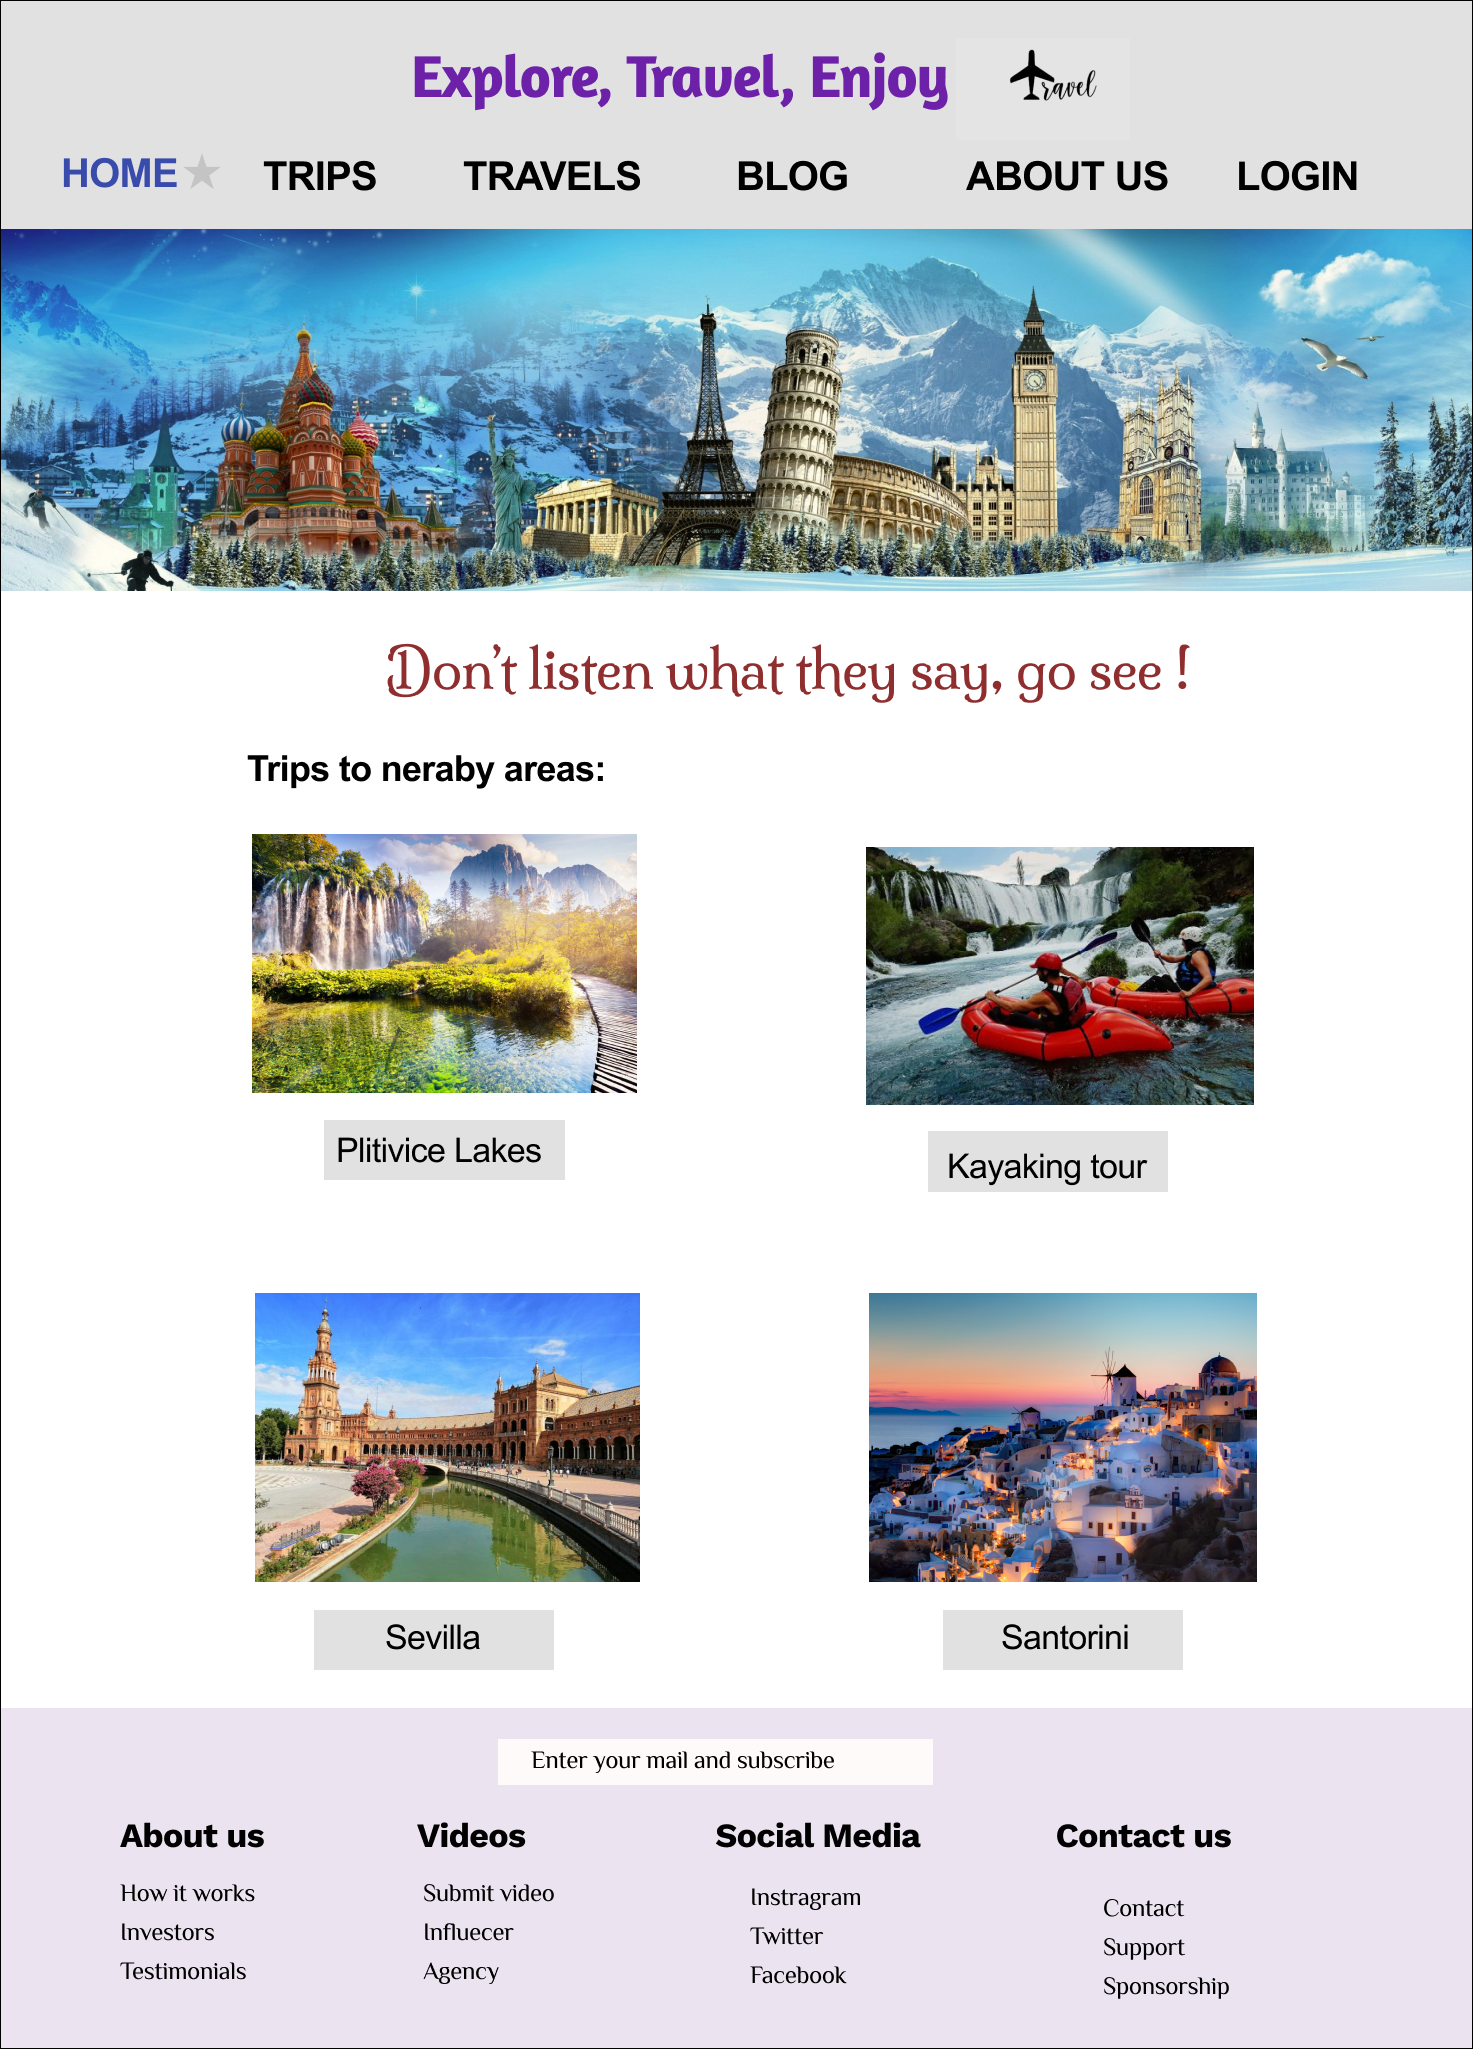 Explore, Travel, Enjoy
Travel
HOME
TRIPS
TRAVELS
BLOG
ABOUT US
LOGIN
Don't listen what they say, go see !
Trips to neraby areas:
Plitivice Lakes
Kayaking tour
Sevilla
Santorini
Enter your mail and subscribe
About us
How it works
Investors
Testimonials
Videos
Submit video
Influecer
Agency
Social Media
Instragram
Twitter
Facebook
Contact us
Contact
Support
Sponsorship